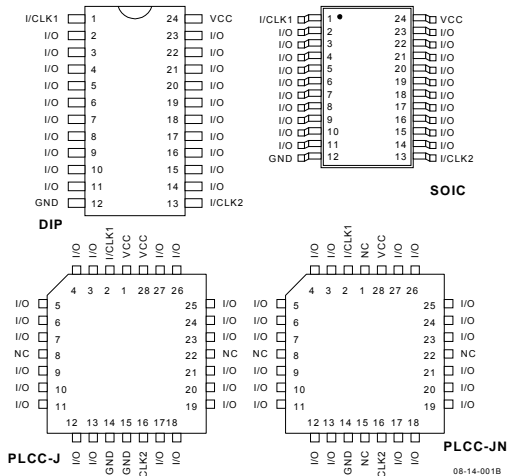 I/CLK1 1 24 VCC
I/O 2 23 I/O
I/O 3 22 I/O
I/O 4 21 I/O
I/O 5 20 I/O
I/O 6 19 I/O
I/O 7 18 I/O
I/O 8 17 I/O
I/O 9 16 I/O
I/O 10 15 I/O
I/O 11 14 I/O
GND 12 13 I/CLK2
DIP
I/CLK1 1 24 VCC
I/O 2 23 I/O
I/O 3 22 I/O
I/O 4 21 I/O
I/O 5 20 I/O
I/O 6 19 I/O
I/O 7 18 I/O
I/O 8 17 I/O
I/O 9 16 I/O
I/O 10 15 I/O
I/O 11 14 I/O
GND 12 13 I/CLK2
SOIC
I/O I/O I/CLK1 VCC VCC I/O I/O
4 3 2 1 28 27 26
I/O 5 25 I/O
I/O 6 24 I/O
I/O 7 23 I/O
NC 8 22 NC
I/O 9 21 I/O
I/O 10 20 I/O
I/O 11 19 I/O
12 13 14 15 16 17 18
I/O I/O GND GND CLK2 I/O I/O
PLCC-J
I/O I/O I/CLK1 NC VCC I/O I/O
4 3 2 1 28 27 26
I/O 5 25 I/O
I/O 6 24 I/O
I/O 7 23 I/O
NC 8 22 NC
I/O 9 21 I/O
I/O 10 20 I/O
I/O 11 19 I/O
12 13 14 15 16 17 18
I/O I/O GND NC CLK2 I/O I/O
PLCC-JN
08-14-001B